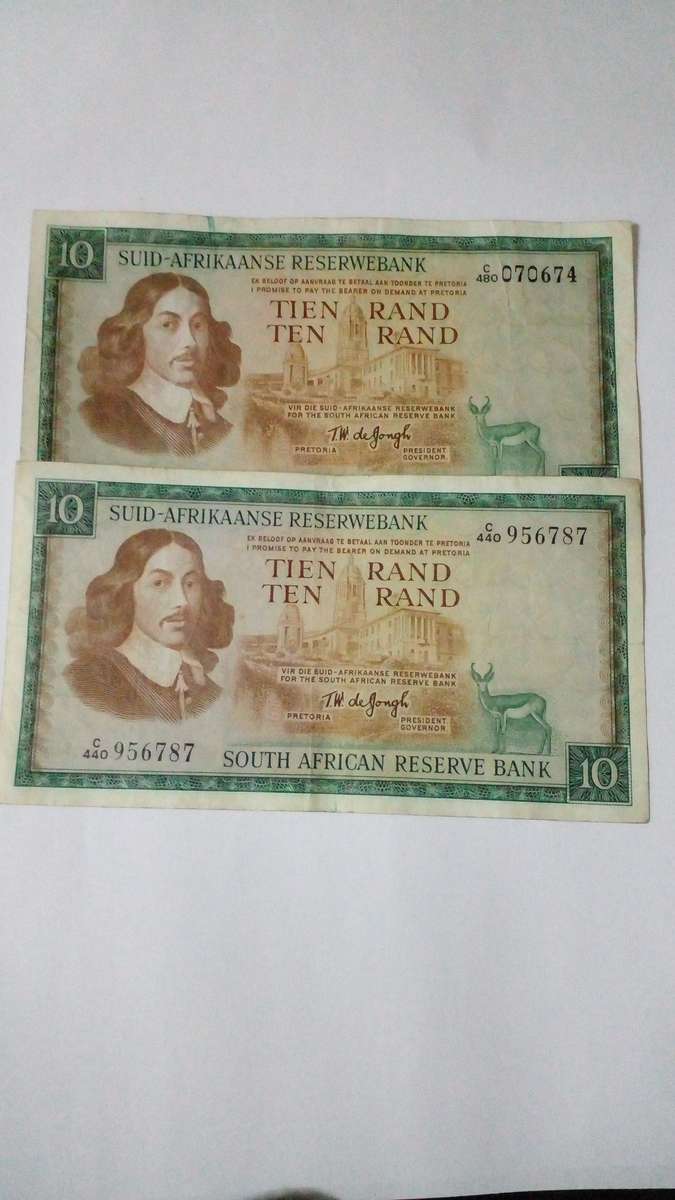 10
SUID-AFRIKAANSE RESERWEBANK
C/480 070674
EK BELOOF OP AANVRAAG TE BETAAL AAN TOONDER TE PRETORIA
I PROMISE TO PAY THE BEARER ON DEMAND AT PRETORIA
TIEN RAND
TEN RAND
VIR DIE SUID-AFRIKAANSE RESERWEBANK
FOR THE SOUTH AFRICAN RESERVE BANK
T.W. de Jongh
PRETORIA
PRESIDENT
GOVERNOR
10
SUID-AFRIKAANSE RESERWEBANK
C/440 956787
EK BELOOF OP AANVRAAG TE BETAAL AAN TOONDER TE PRETORIA
I PROMISE TO PAY THE BEARER ON DEMAND AT PRETORIA
TIEN RAND
TEN RAND
VIR DIE SUID-AFRIKAANSE RESERWEBANK
FOR THE SOUTH AFRICAN RESERVE BANK
T.W. de Jongh
PRETORIA
PRESIDENT
GOVERNOR
C/440 956787
SOUTH AFRICAN RESERVE BANK
10